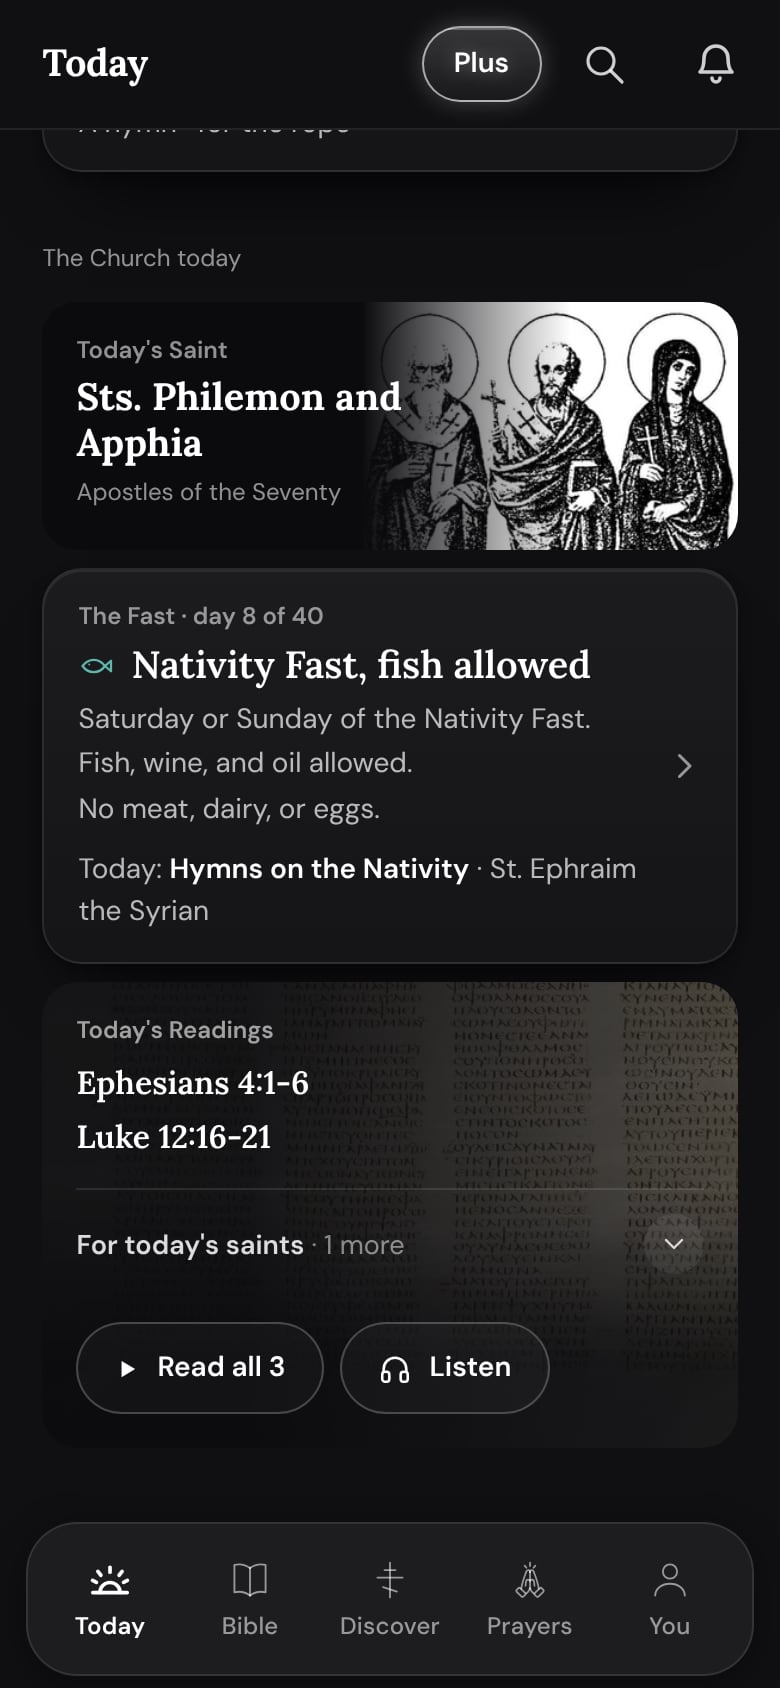 Today
Plus
The Church today
Today's Saint
Sts. Philemon and
Apphia
Apostles of the Seventy
The Fast · day 8 of 40
Nativity Fast, fish allowed
Saturday or Sunday of the Nativity Fast.
Fish, wine, and oil allowed.
No meat, dairy, or eggs.
Today: Hymns on the Nativity · St. Ephraim
the Syrian
Today's Readings
Ephesians 4:1-6
Luke 12:16-21
For today's saints · 1 more
Read all 3
Listen
Today
Bible
Discover
Prayers
You